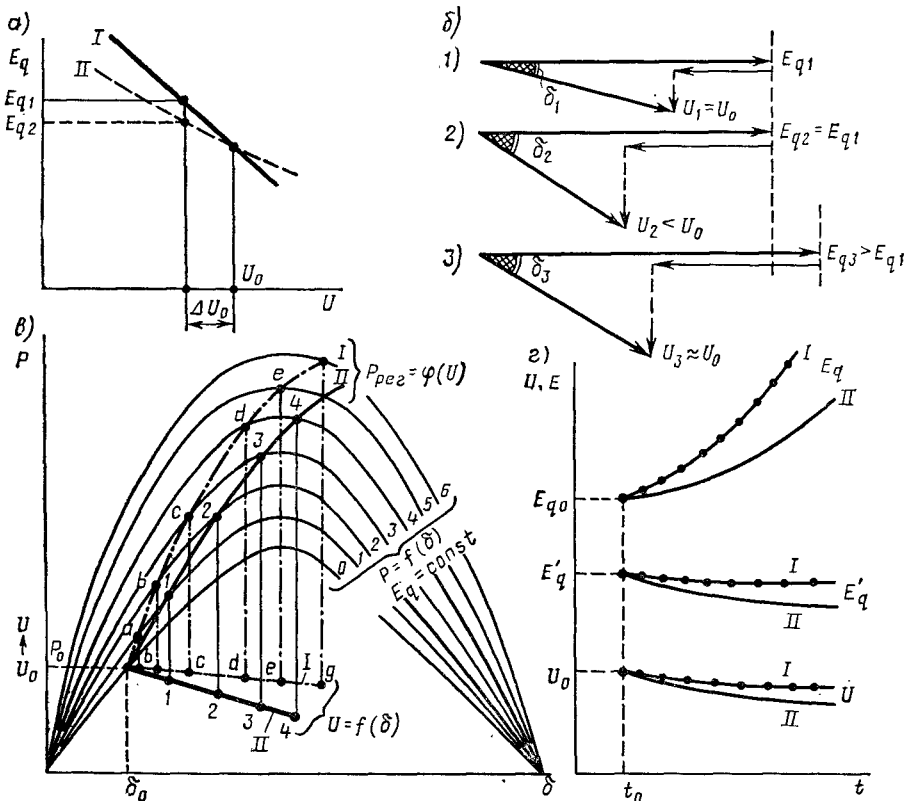 а)
E_q
I
II
E_q1
E_q2
U_0
U
ΔU_0
б)
1)
δ_1
E_q1
U_1=U_0
2)
δ_2
E_q2=E_q1
U_2<U_0
3)
δ_3
E_q3>E_q1
U_3≈U_0
в)
P
I
II
P_рег=φ(U)
e
d
4
3
c
2
b
1
a
0 1 2 3 4 5 6
P=f(δ)
E_q=const
U
U_0
P_0
b c d e I g
1 2 3 II 4
U=f(δ)
δ_0
δ
г)
U,E
I
E_q
II
E_q0
E'_q
I
E'_q
II
U_0
I
U
II
t_0
t